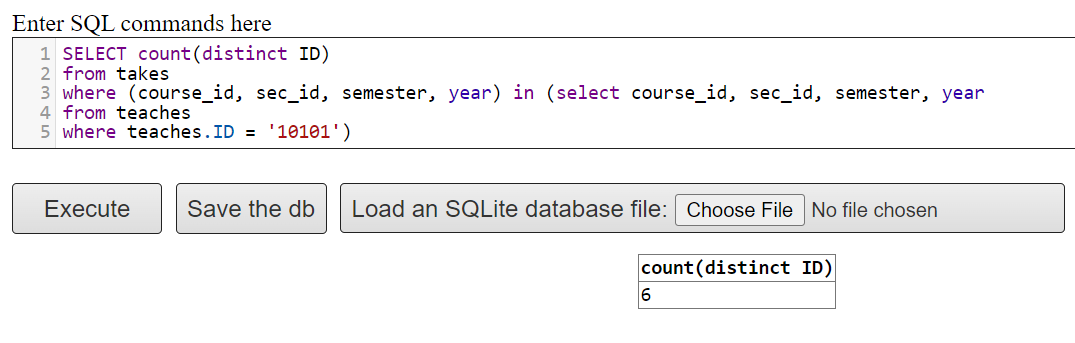 Enter SQL commands here
1 SELECT count(distinct ID)
2 from takes
3 where (course_id, sec_id, semester, year) in (select course_id, sec_id, semester, year
4 from teaches
5 where teaches.ID = '10101')
Execute Save the db Load an SQLite database file: Choose File No file chosen
count(distinct ID)
6